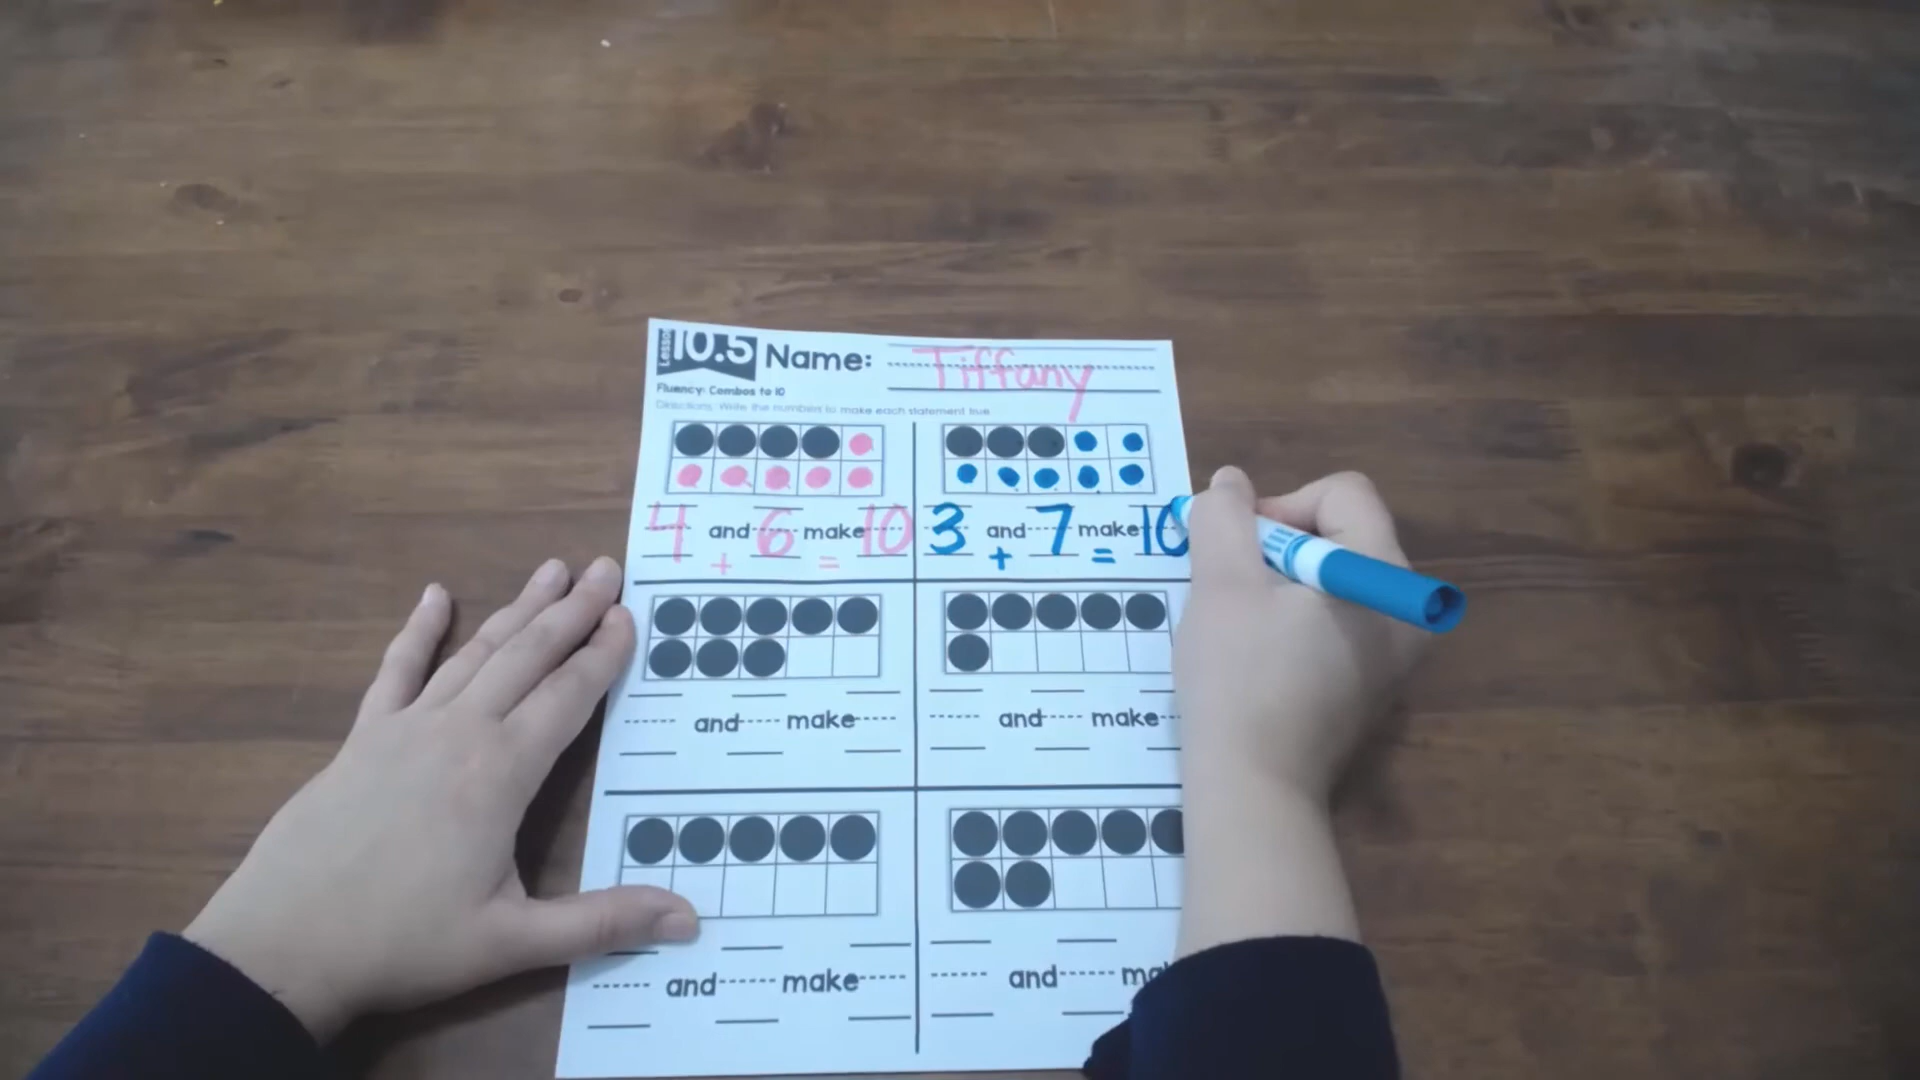 Lesson 10.5 Name: Tiffany
Fluency: Combos to 10
Directions: Write the numbers to make each statement true.
4 and 6 make 10
+ =
3 and 7 make 10
+ =
and make
and make
and make
and